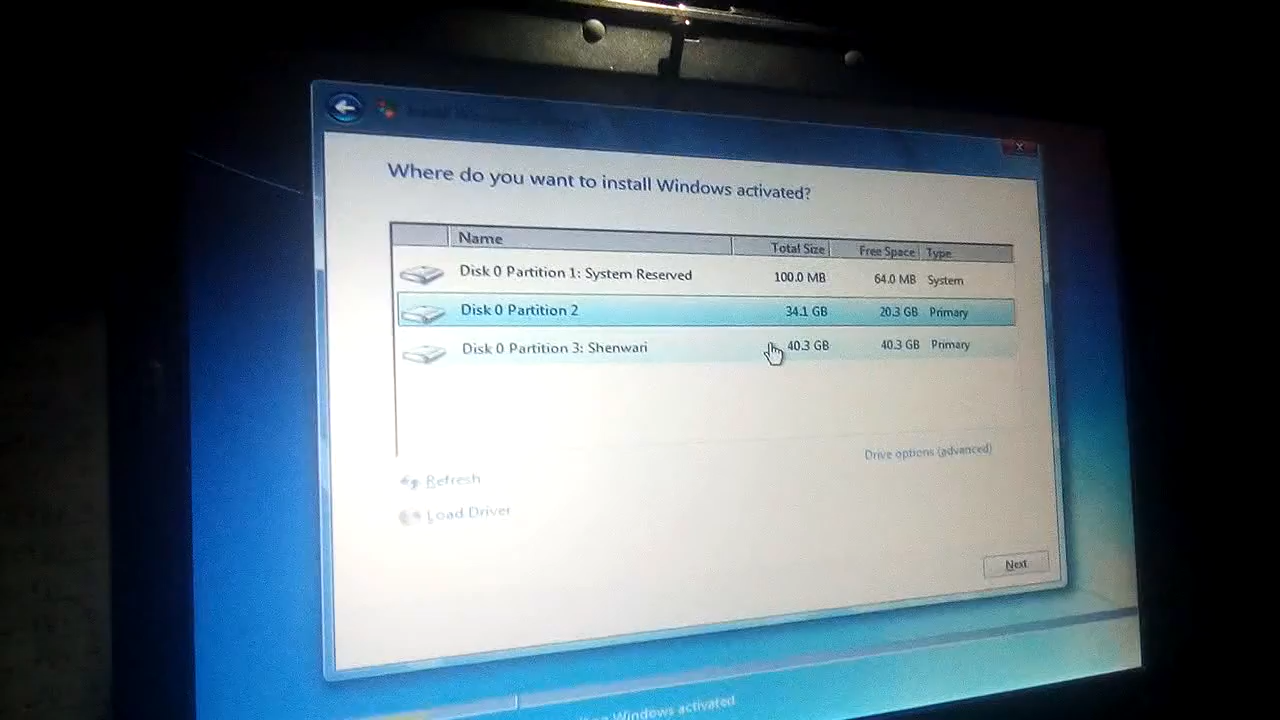 Where do you want to install Windows activated?
Name Total Size Free Space Type
Disk 0 Partition 1: System Reserved 100.0 MB 64.0 MB System
Disk 0 Partition 2 34.1 GB 20.3 GB Primary
Disk 0 Partition 3: Shenwari 40.3 GB 40.3 GB Primary
Drive options (advanced)
Refresh
Load Driver
Next
Windows activated